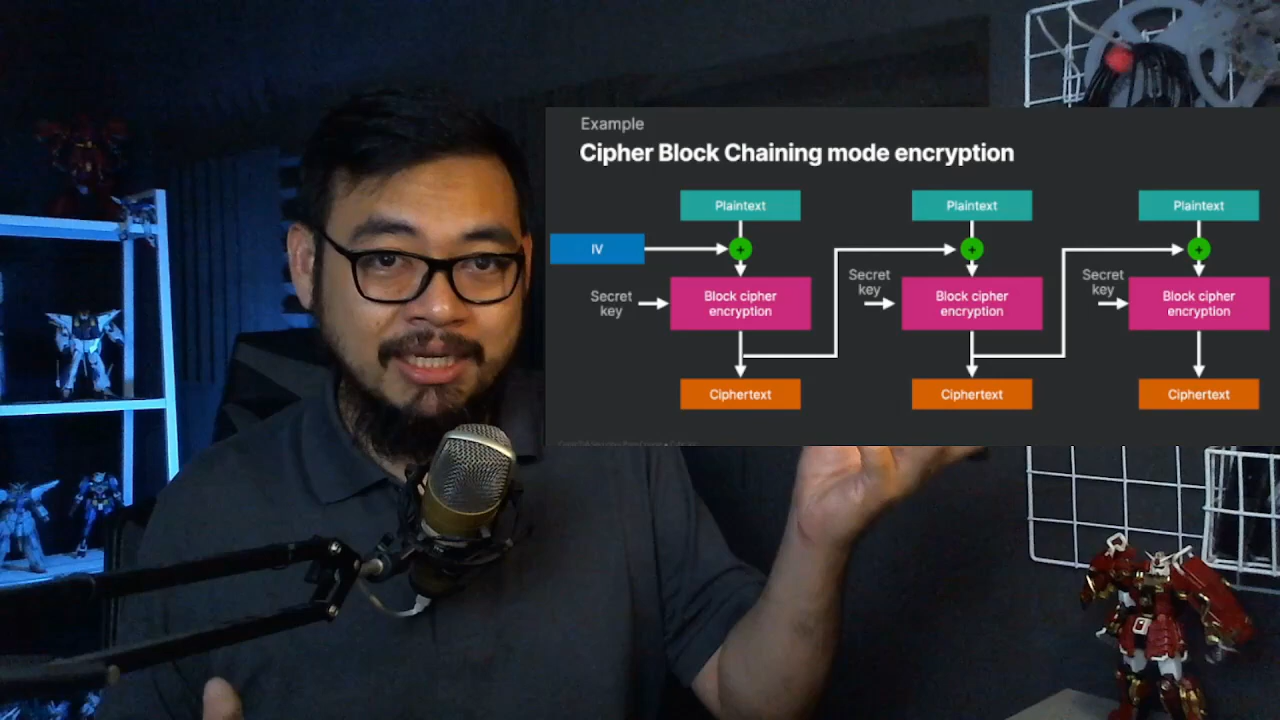 Example
Cipher Block Chaining mode encryption
Plaintext
Plaintext
Plaintext
IV
Secret
key
Block cipher
encryption
Secret
key
Block cipher
encryption
Secret
key
Block cipher
encryption
Ciphertext
Ciphertext
Ciphertext